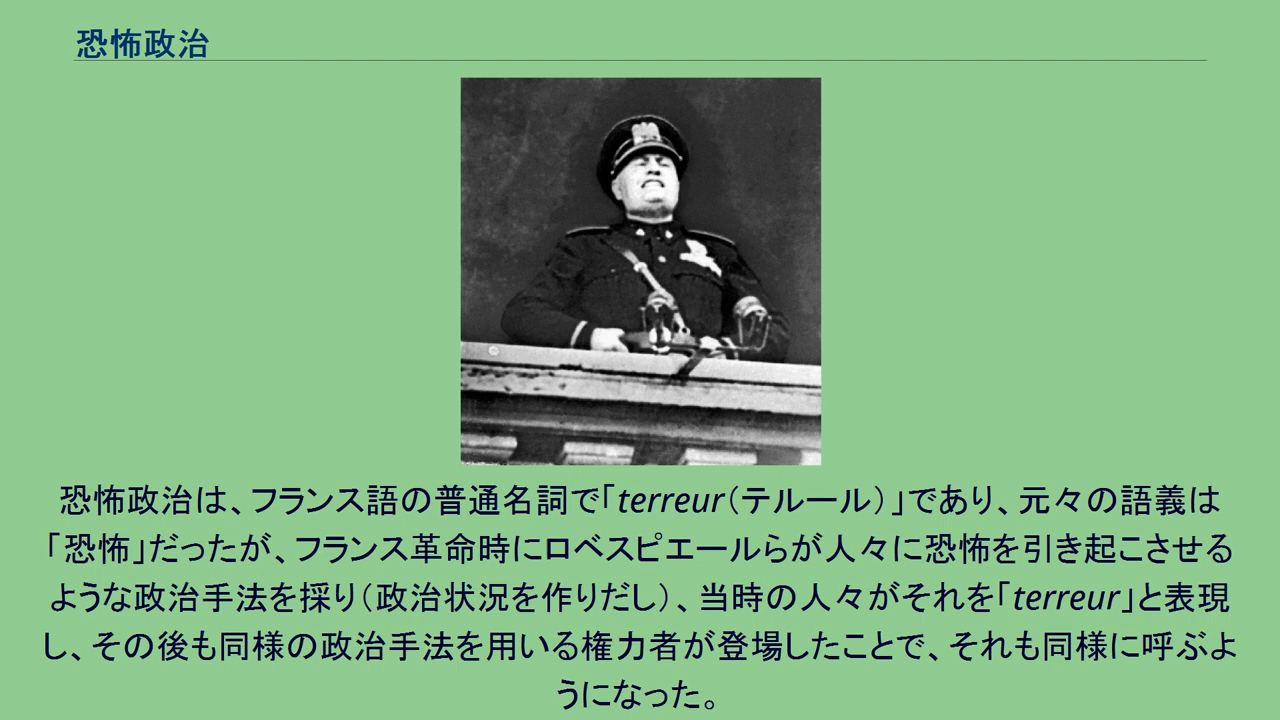 恐怖政治
恐怖政治は、フランス語の普通名詞で「terreur（テルール）」であり、元々の語義は
「恐怖」だったが、フランス革命時にロベスピエールらが人々に恐怖を引き起こさせる
ような政治手法を採り（政治状況を作りだし）、当時の人々がそれを「terreur」と表現
し、その後も同様の政治手法を用いる権力者が登場したことで、それも同様に呼ぶよ
うになった。